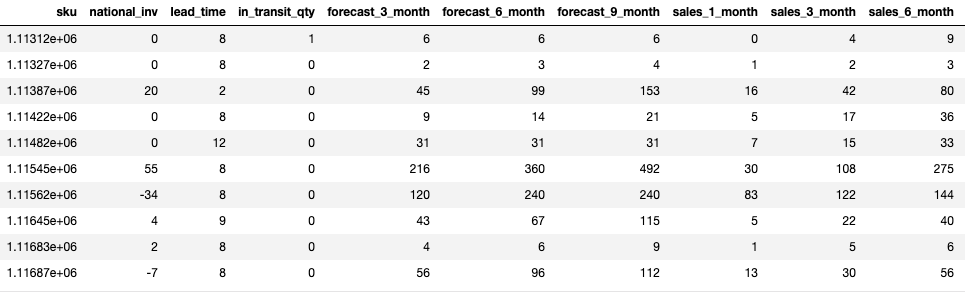 sku national_inv lead_time in_transit_qty forecast_3_month forecast_6_month forecast_9_month sales_1_month sales_3_month sales_6_month
1.11312e+06 0 8 1 6 6 6 0 4 9
1.11327e+06 0 8 0 2 3 4 1 2 3
1.11387e+06 20 2 0 45 99 153 16 42 80
1.11422e+06 0 8 0 9 14 21 5 17 36
1.11482e+06 0 12 0 31 31 31 7 15 33
1.11545e+06 55 8 0 216 360 492 30 108 275
1.11562e+06 -34 8 0 120 240 240 83 122 144
1.11645e+06 4 9 0 43 67 115 5 22 40
1.11683e+06 2 8 0 4 6 9 1 5 6
1.11687e+06 -7 8 0 56 96 112 13 30 56